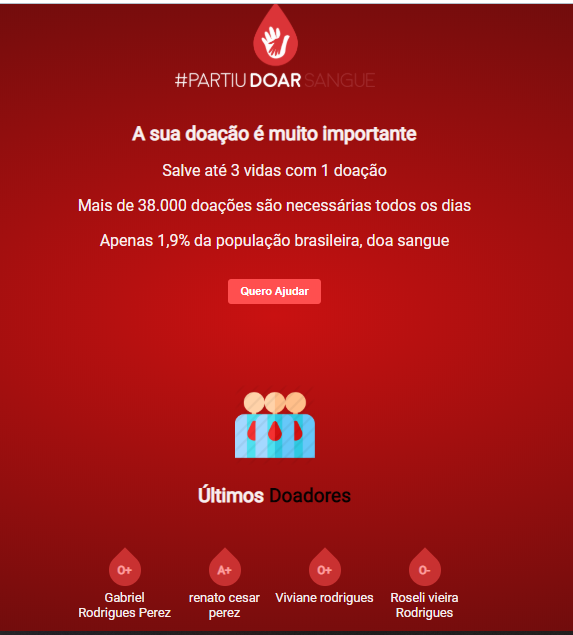 #PARTIU DOAR SANGUE
A sua doação é muito importante
Salve até 3 vidas com 1 doação
Mais de 38.000 doações são necessárias todos os dias
Apenas 1,9% da população brasileira, doa sangue
Quero Ajudar
Últimos Doadores
O+ A+ O+ O-
Gabriel renato cesar Viviane rodrigues Roseli vieira
Rodrigues Perez perez Rodrigues